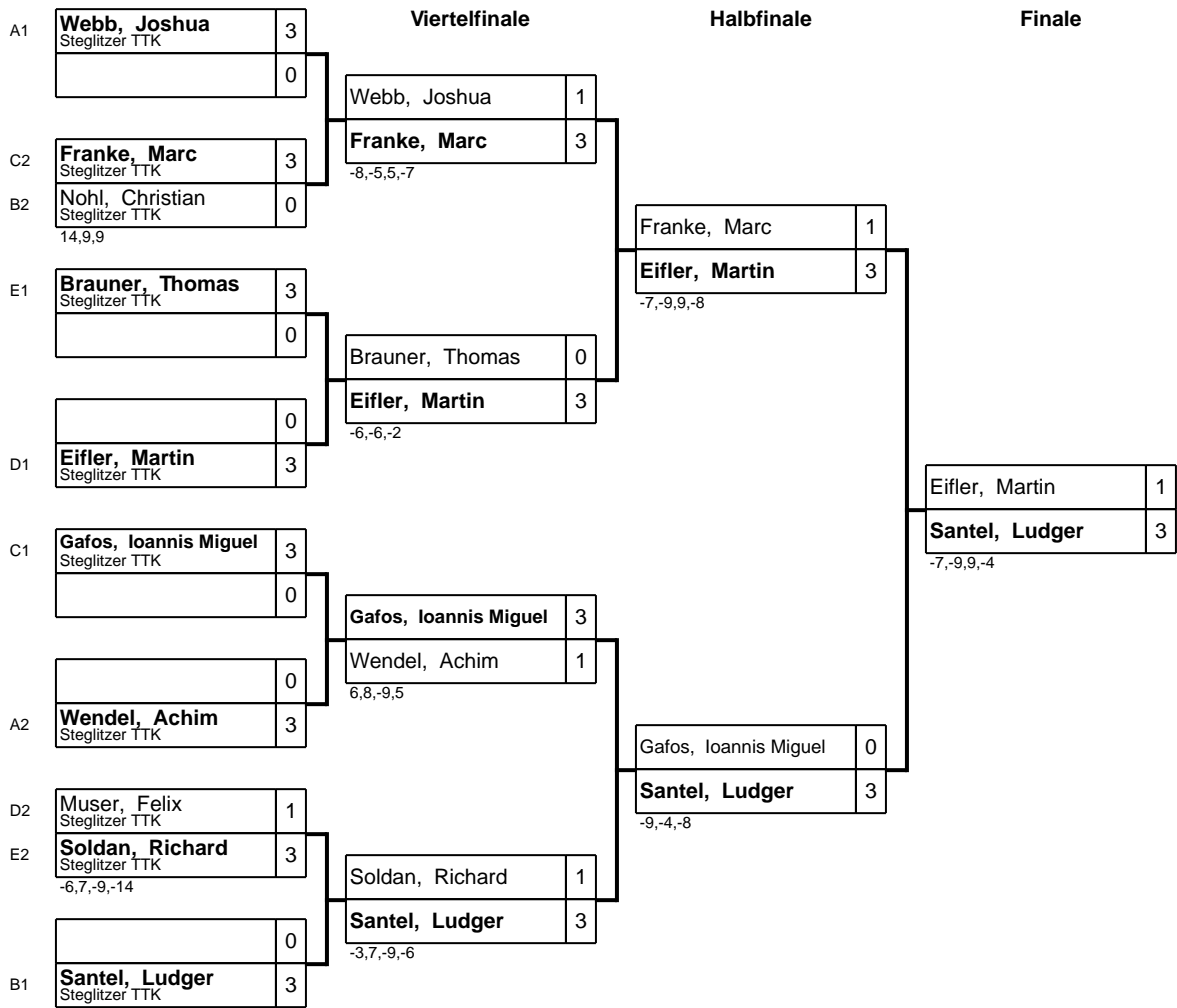 Viertelfinale
Halbfinale
Finale
A1
Webb, Joshua
3
Steglitzer TTK
0
C2
Franke, Marc
3
Steglitzer TTK
B2
Nohl, Christian
0
Steglitzer TTK
14,9,9
E1
Brauner, Thomas
3
Steglitzer TTK
0
0
D1
Eifler, Martin
3
Steglitzer TTK
C1
Gafos, Ioannis Miguel
3
Steglitzer TTK
0
0
A2
Wendel, Achim
3
Steglitzer TTK
D2
Muser, Felix
1
Steglitzer TTK
E2
Soldan, Richard
3
Steglitzer TTK
-6,7,-9,-14
0
B1
Santel, Ludger
3
Steglitzer TTK
Webb, Joshua
1
Franke, Marc
3
-8,-5,5,-7
Brauner, Thomas
0
Eifler, Martin
3
-6,-6,-2
Gafos, Ioannis Miguel
3
Wendel, Achim
1
6,8,-9,5
Soldan, Richard
1
Santel, Ludger
3
-3,7,-9,-6
Franke, Marc
1
Eifler, Martin
3
-7,-9,9,-8
Gafos, Ioannis Miguel
0
Santel, Ludger
3
-9,-4,-8
Eifler, Martin
1
Santel, Ludger
3
-7,-9,9,-4